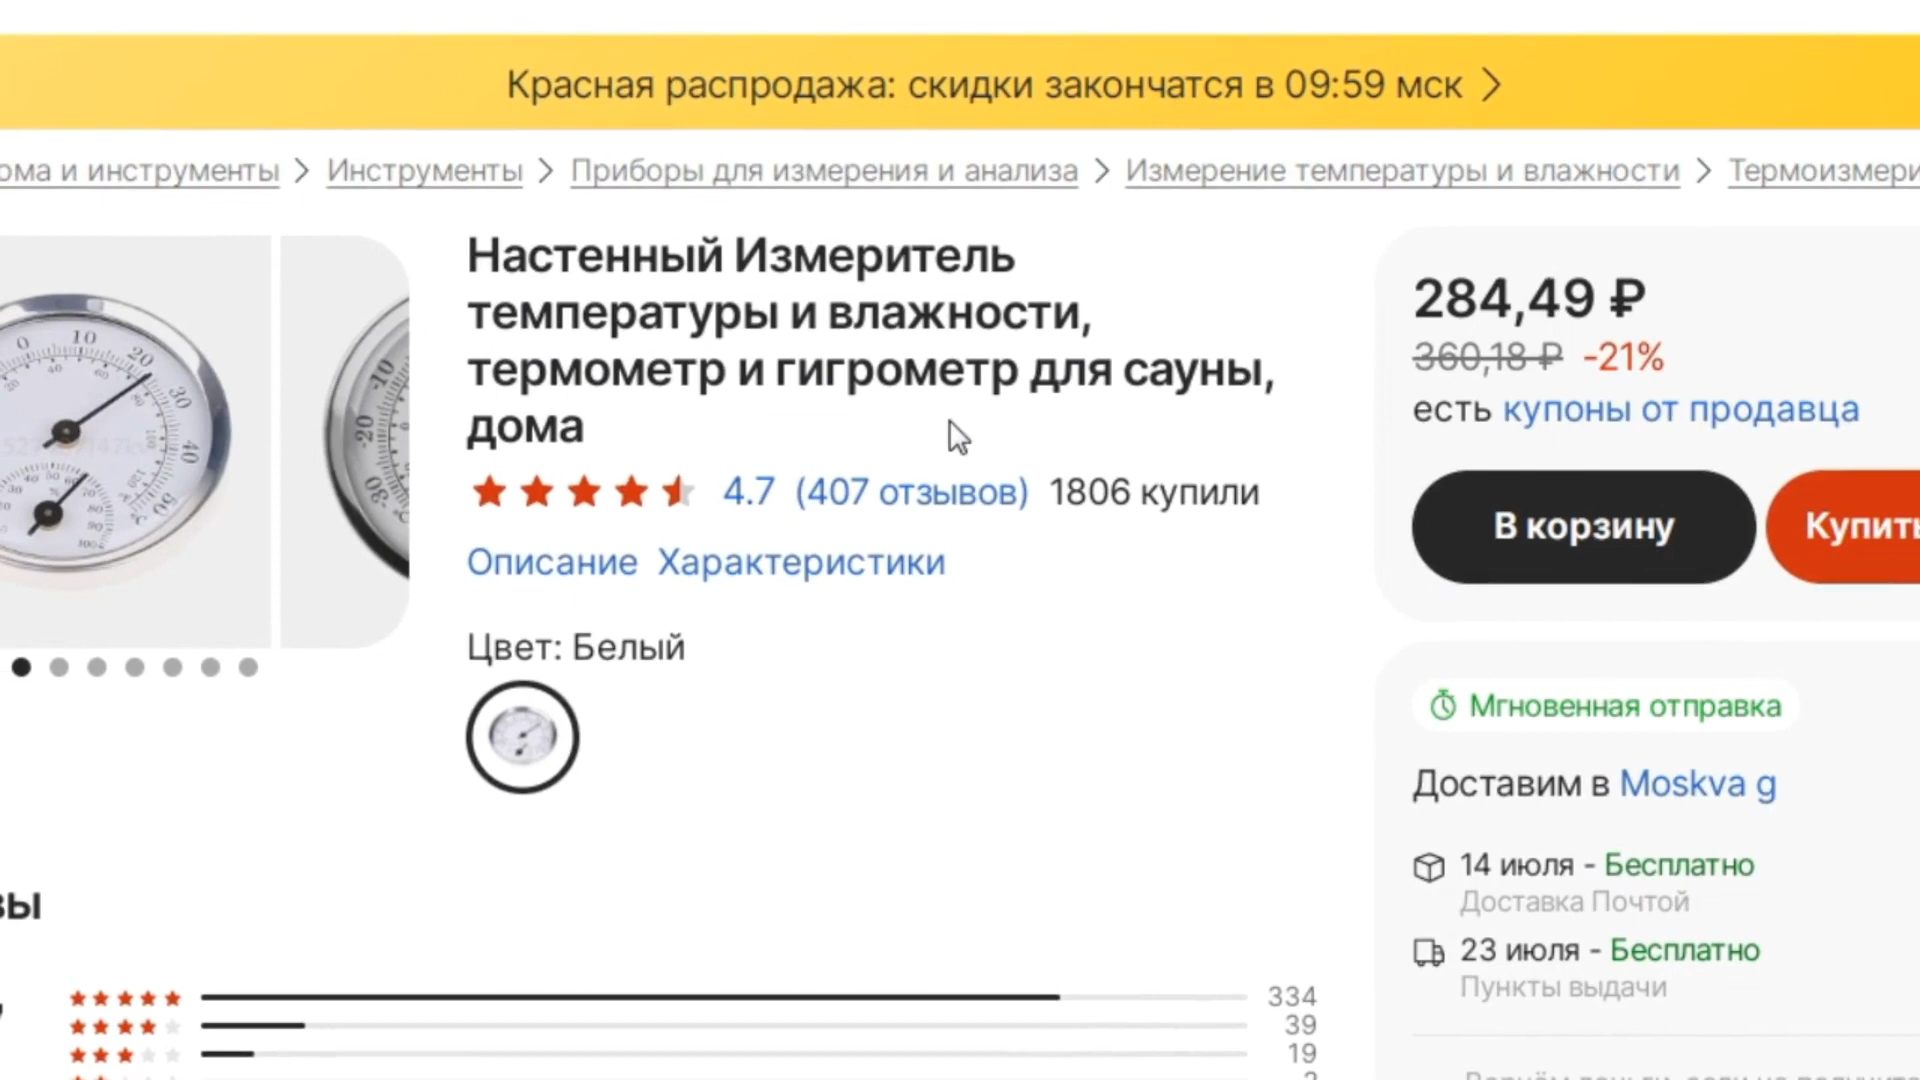 Красная распродажа: скидки закончатся в 09:59 мск
ома и инструменты > Инструменты > Приборы для измерения и анализа > Измерение температуры и влажности > Термоизмери
Настенный Измеритель
температуры и влажности,
термометр и гигрометр для сауны,
дома
4.7 (407 отзывов) 1806 купили
Описание Характеристики
Цвет: Белый
284,49 ₽
360,18 ₽ -21%
есть купоны от продавца
В корзину
Купить
Мгновенная отправка
Доставим в Moskva g
14 июля - Бесплатно
Доставка Почтой
23 июля - Бесплатно
Пункты выдачи
вы
334
39
19